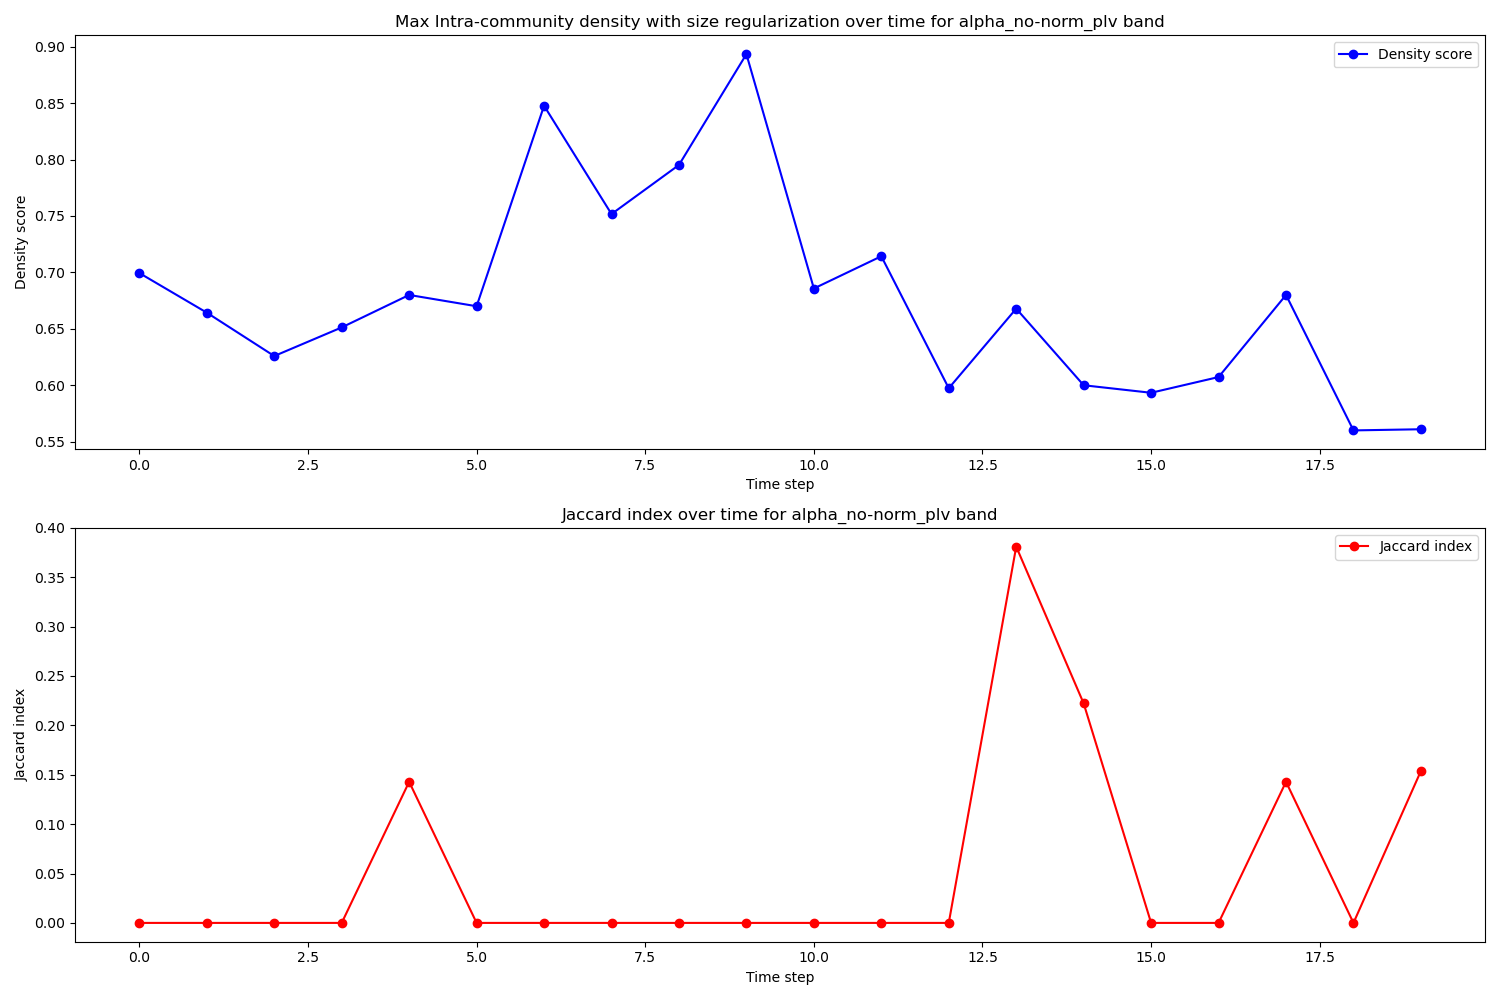 Max Intra-community density with size regularization over time for alpha_no-norm_plv band
Density score
0.90
0.85
0.80
0.75
0.70
0.65
0.60
0.55
Density score
0.0 2.5 5.0 7.5 10.0 12.5 15.0 17.5
Time step
Jaccard index over time for alpha_no-norm_plv band
Jaccard index
0.40
0.35
0.30
0.25
0.20
0.15
0.10
0.05
0.00
Jaccard index
0.0 2.5 5.0 7.5 10.0 12.5 15.0 17.5
Time step